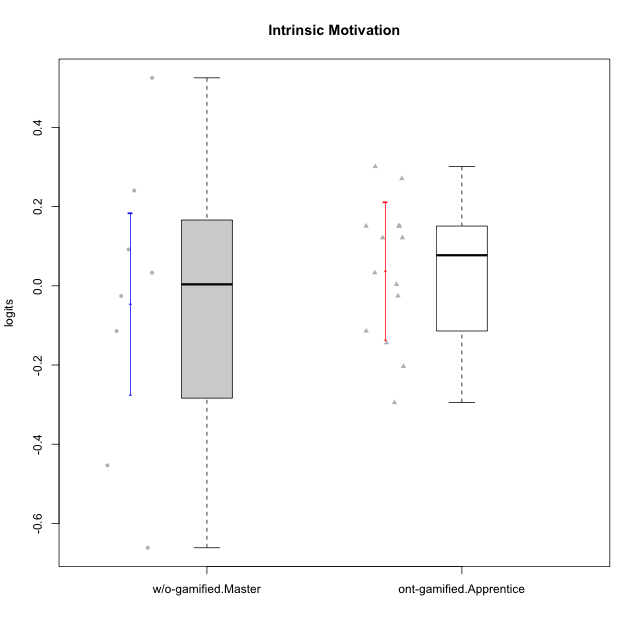 Intrinsic Motivation
logits
0.4
0.2
0.0
-0.2
-0.4
-0.6
w/o-gamified.Master
ont-gamified.Apprentice